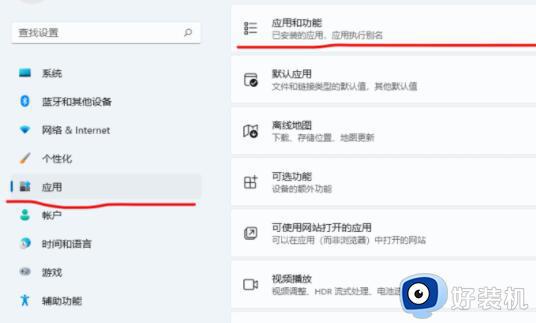 查找设置
系统
蓝牙和其他设备
网络 & Internet
个性化
应用
帐户
时间和语言
游戏
辅助功能
应用和功能
已安装的应用，应用执行别名
默认应用
文件和链接类型的默认值，其他默认值
离线地图
下载、存储位置、地图更新
可选功能
设备的额外功能
可使用网站打开的应用
可以在应用（而非浏览器）中打开的网站
视频播放
视频调整、HDR 流式处理、电池选
好装机